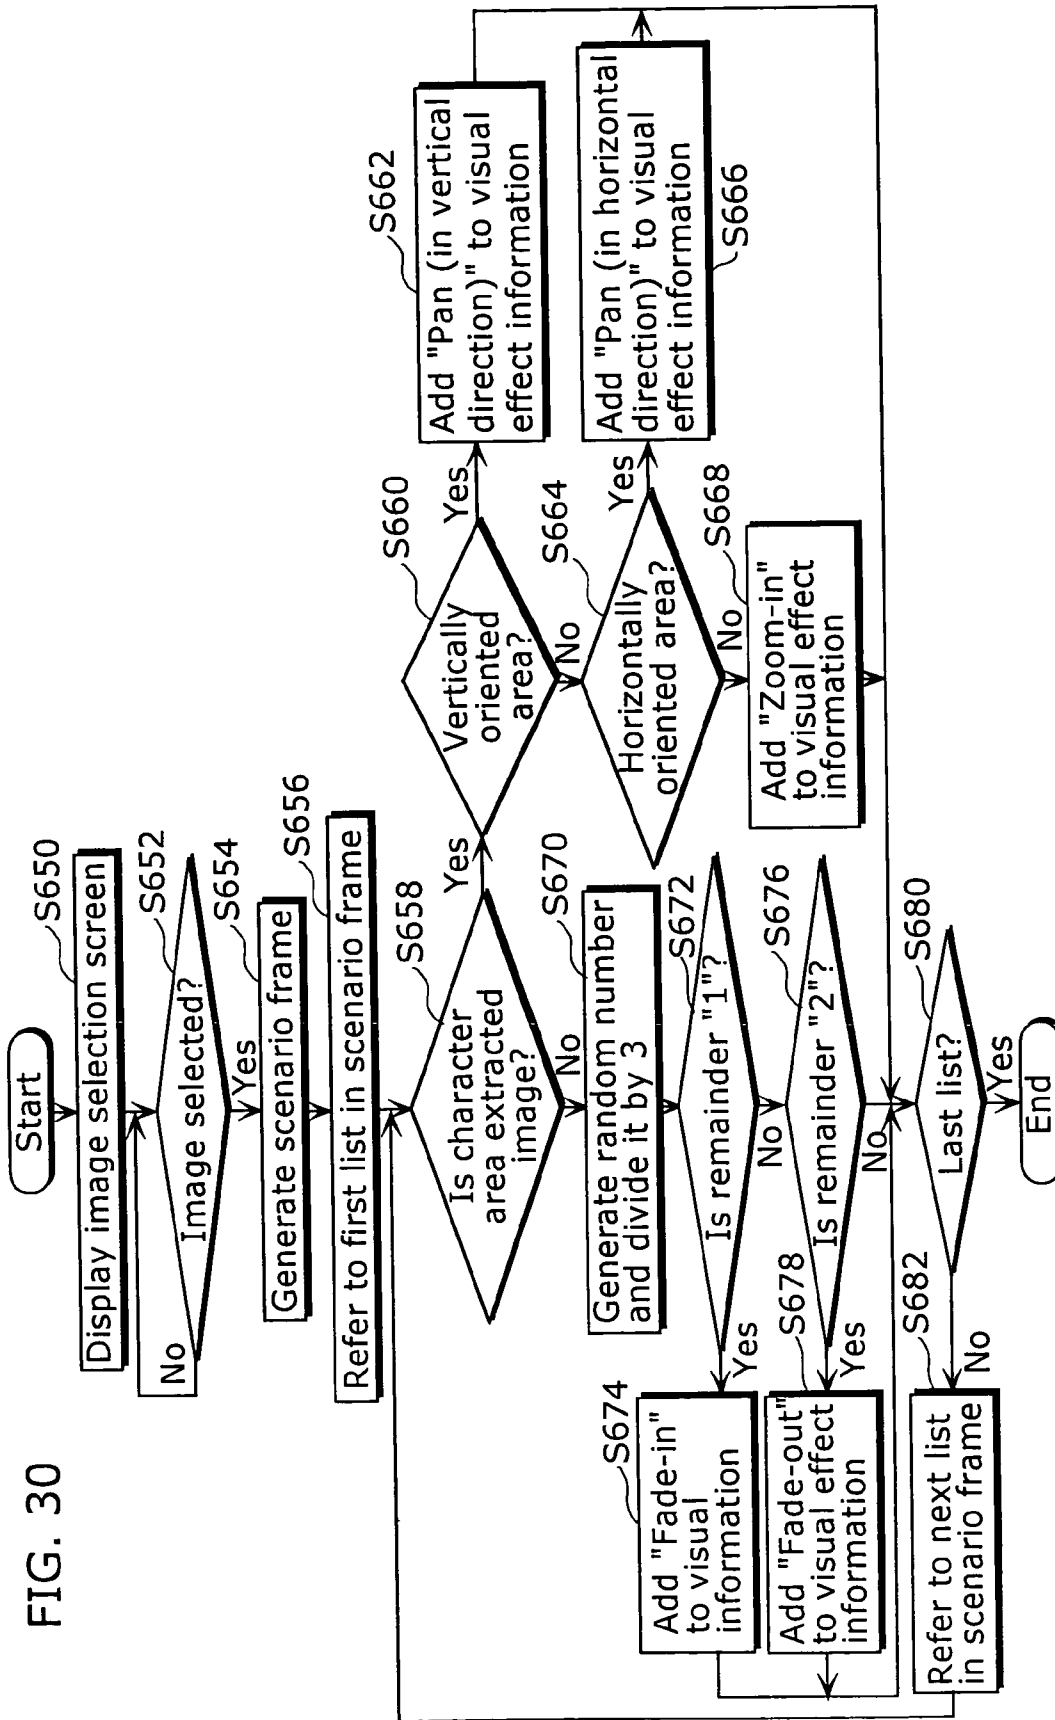 FIG. 30
Start
S650
Display image selection screen
S652
Image selected?
No
Yes
S654
Generate scenario frame
S656
Refer to first list in scenario frame
S658
Is character
area extracted
image?
Yes
No
S660
Vertically
oriented
area?
Yes
No
S662
Add "Pan (in vertical
direction)" to visual
effect information
S664
Horizontally
oriented area?
Yes
No
S666
Add "Pan (in horizontal
direction)" to visual
effect information
S668
Add "Zoom-in"
to visual effect
information
S670
Generate random number
and divide it by 3
S672
Is remainder "1"?
Yes
No
S674
Add "Fade-in"
to visual
information
S676
Is remainder "2"?
Yes
No
S678
Add "Fade-out"
to visual effect
information
S680
Last list?
No
Yes
S682
Refer to next list
in scenario frame
End